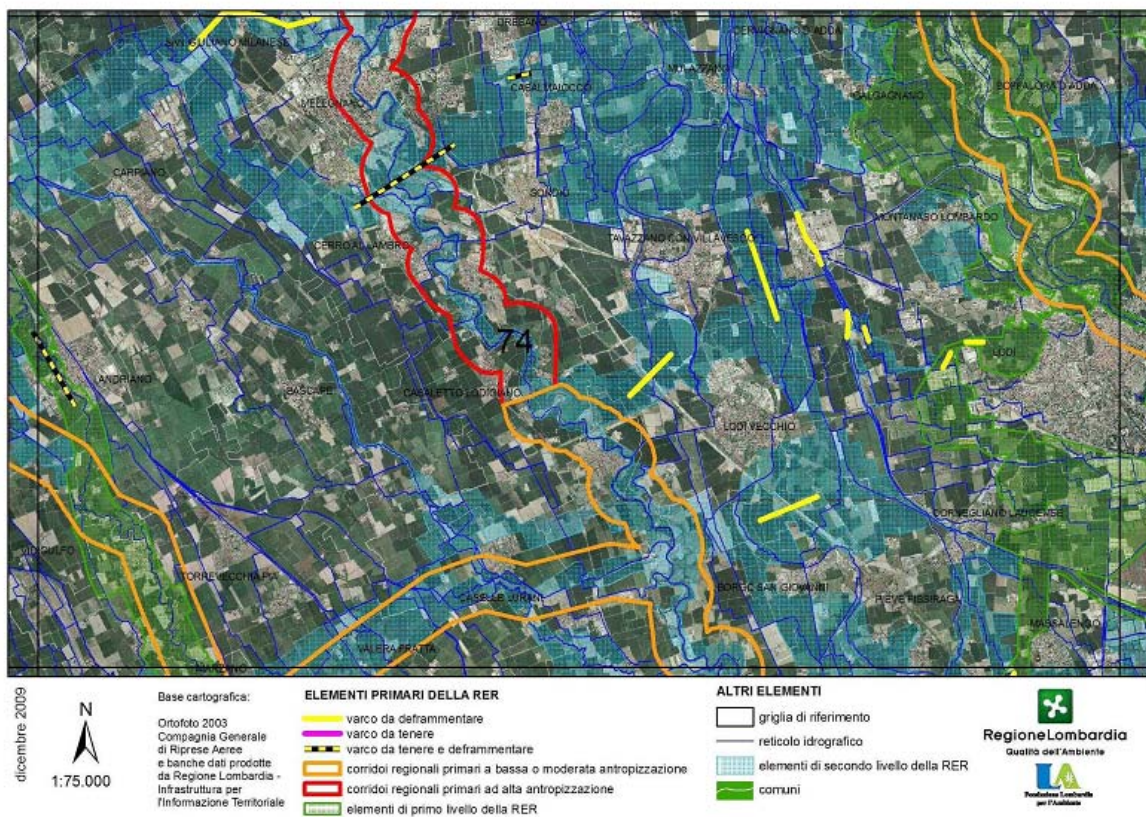 DRESANO
CERVIGNANO D'ADDA
SAN GIULIANO MILANESE
MULAZZANO
CASALMAIOCCO
GALGAGNANO
BOFFALORA D'ADDA
MELEGNANO
CARPIANO
SORDIO
MONTANASO LOMBARDO
CERRO AL LAMBRO
TAVAZZANO CON VILLAVESCO
74
LODI
LANDRIANO
BASCAPE'
CASALETTO LODIGIANO
LODI VECCHIO
CORNEGLIANO LAUDENSE
VIDIGULFO
TORREVECCHIA PIA
CASELLE LURANI
BORGO SAN GIOVANNI
PIEVE FISSIRAGA
MASSALENGO
VALERA FRATTA
dicembre 2009
N
1:75.000
Base cartografica:
Ortofoto 2003
Compagnia Generale
di Riprese Aeree
e banche dati prodotte
da Regione Lombardia -
Infrastruttura per
l'Informazione Territoriale
ELEMENTI PRIMARI DELLA RER
varco da deframmentare
varco da tenere
varco da tenere e deframmentare
corridoi regionali primari a bassa o moderata antropizzazione
corridoi regionali primari ad alta antropizzazione
elementi di primo livello della RER
ALTRI ELEMENTI
griglia di riferimento
reticolo idrografico
elementi di secondo livello della RER
comuni
RegioneLombardia
Qualità dell'Ambiente
Fondazione Lombardia
per l'Ambiente